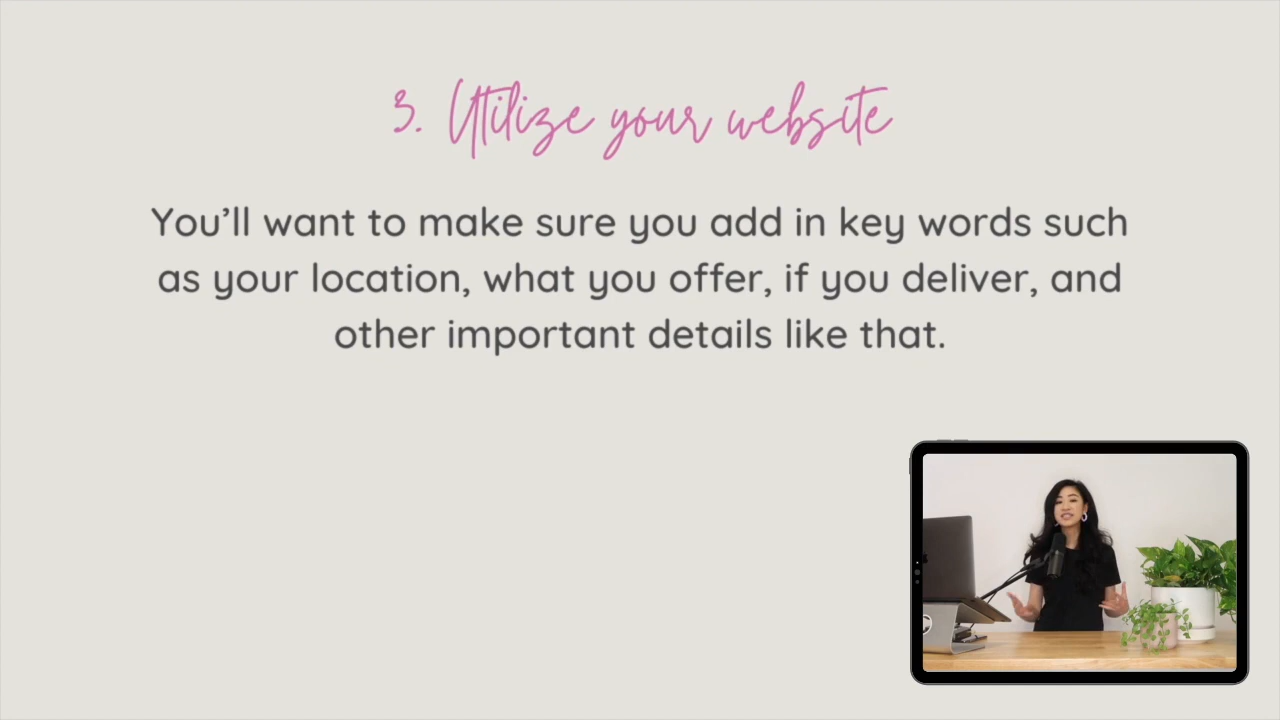 3. Utilize your website
You’ll want to make sure you add in key words such
as your location, what you offer, if you deliver, and
other important details like that.